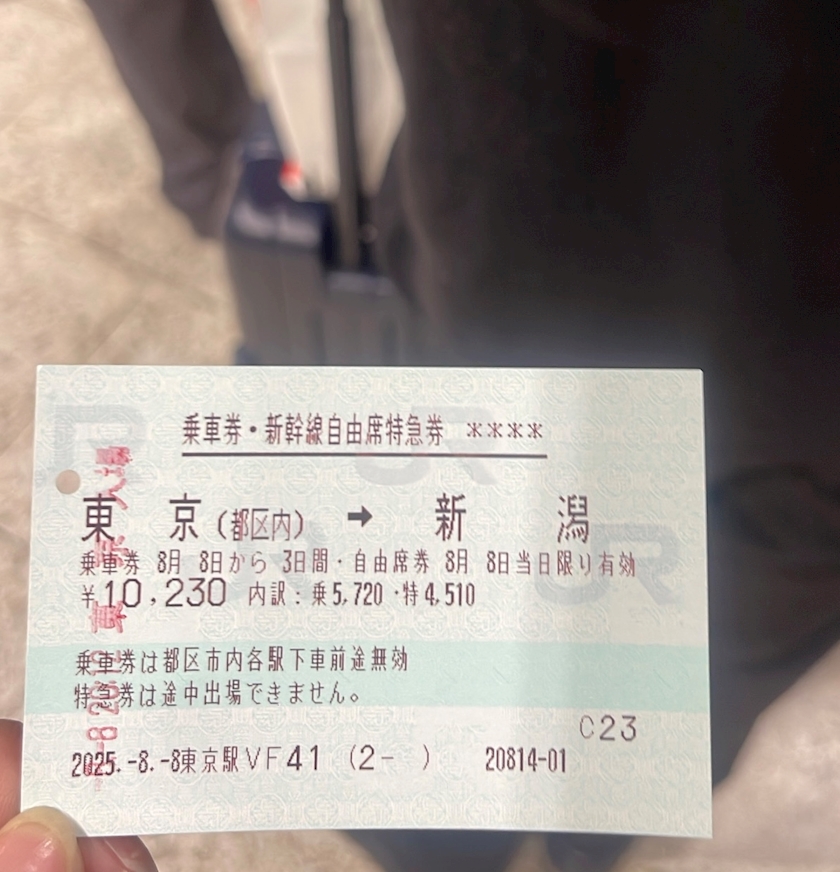 乗車券・新幹線自由席特急券 ****
東京(都区内) ➡ 新潟
乗車券 8月 8日から 3日間・自由席券 8月 8日当日限り有効
¥10,230 内訳:乗5,720・特4,510
乗車券は都区市内各駅下車前途無効
特急券は途中出場できません。
C23
2025.-8.-8東京駅VF41 (2- ) 20814-01
東京 入場
JR